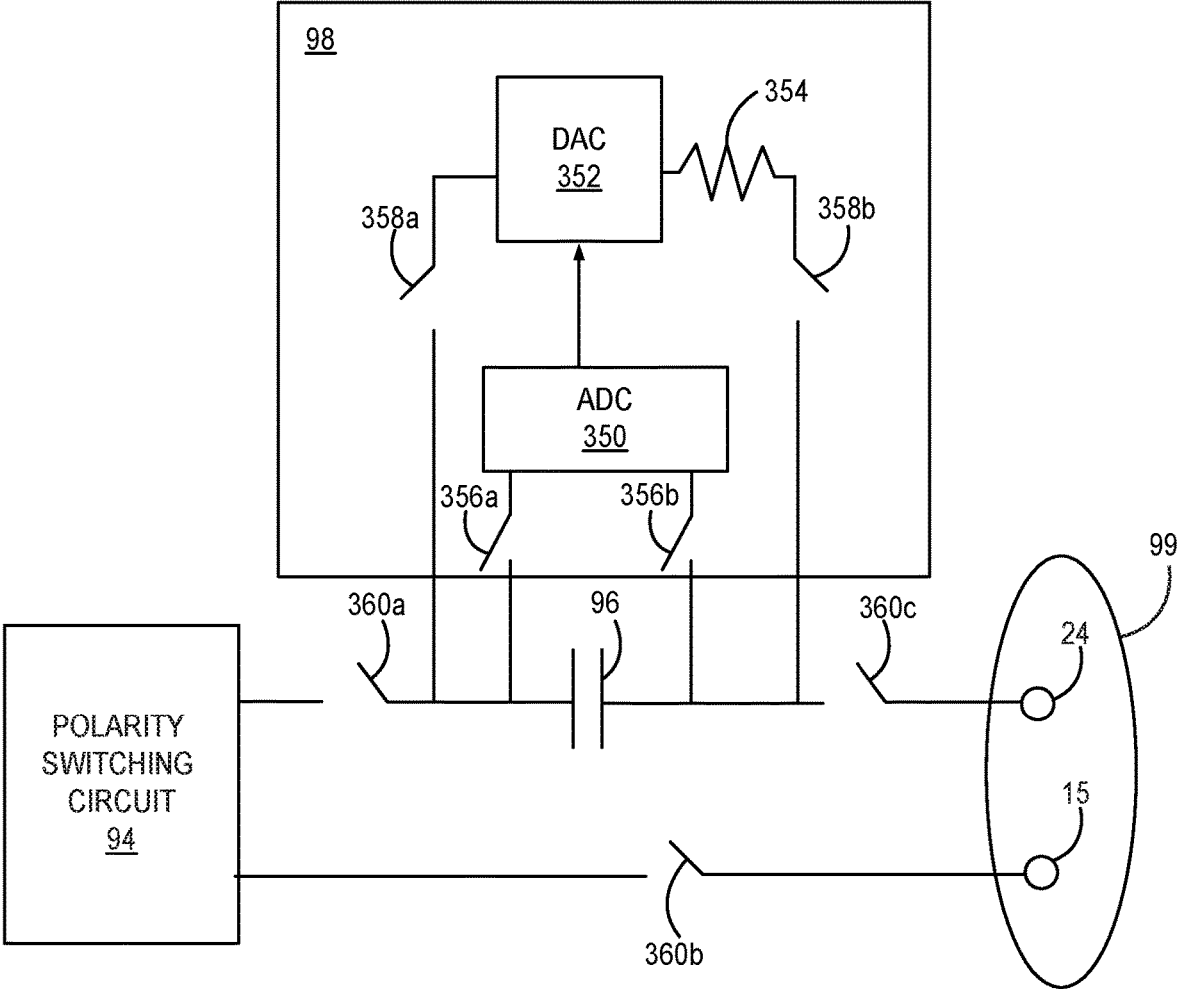 98
354
DAC
352
358a
358b
ADC
350
356a
356b
99
360a
96
360c
24
POLARITY
SWITCHING
CIRCUIT
94
15
360b